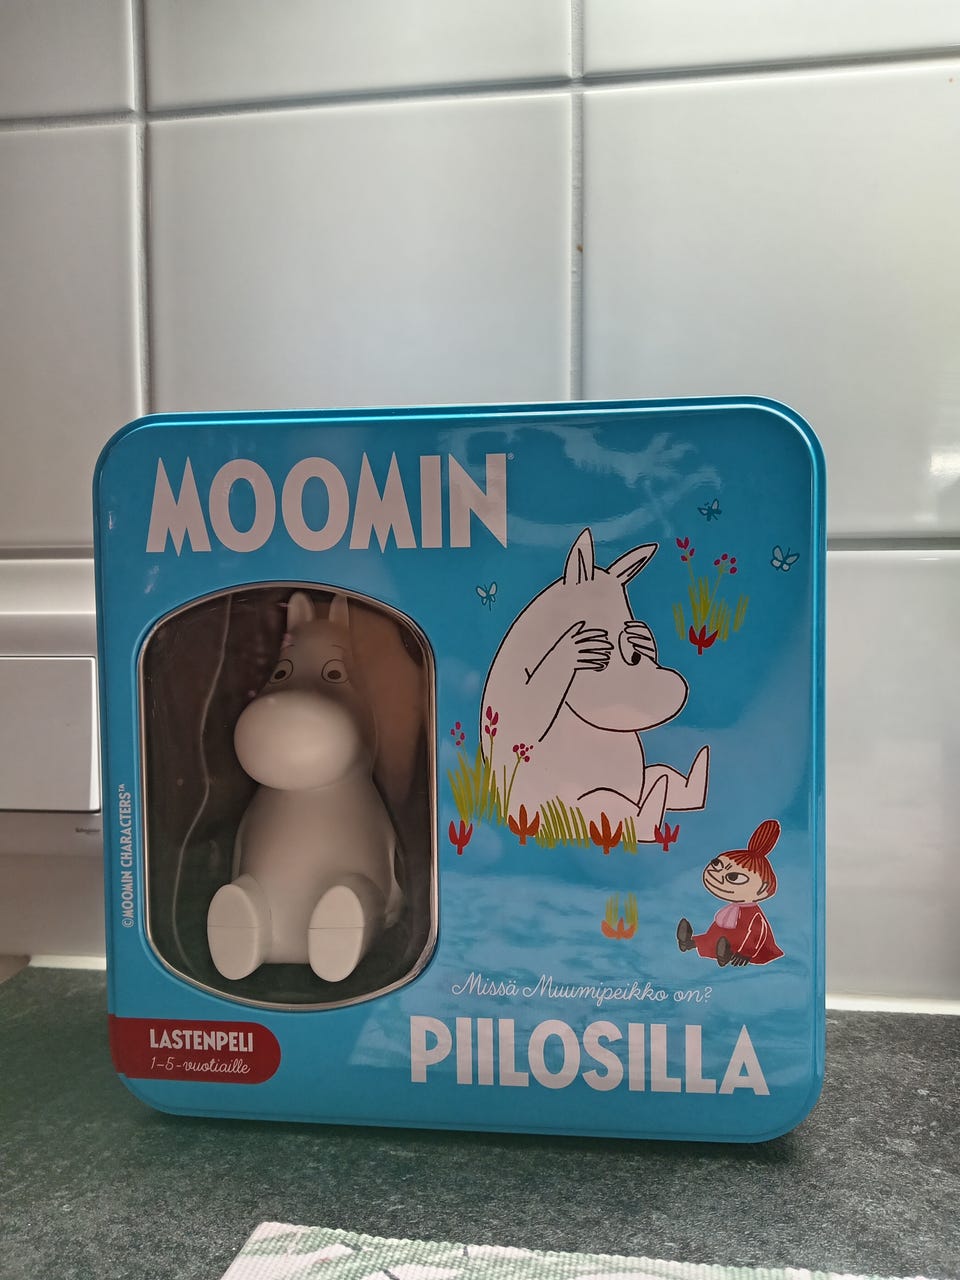 MOOMIN®
©MOOMIN CHARACTERS™
Missä Muumipeikko on?
PIILOSILLA
LASTENPELI
1-5-vuotiaille